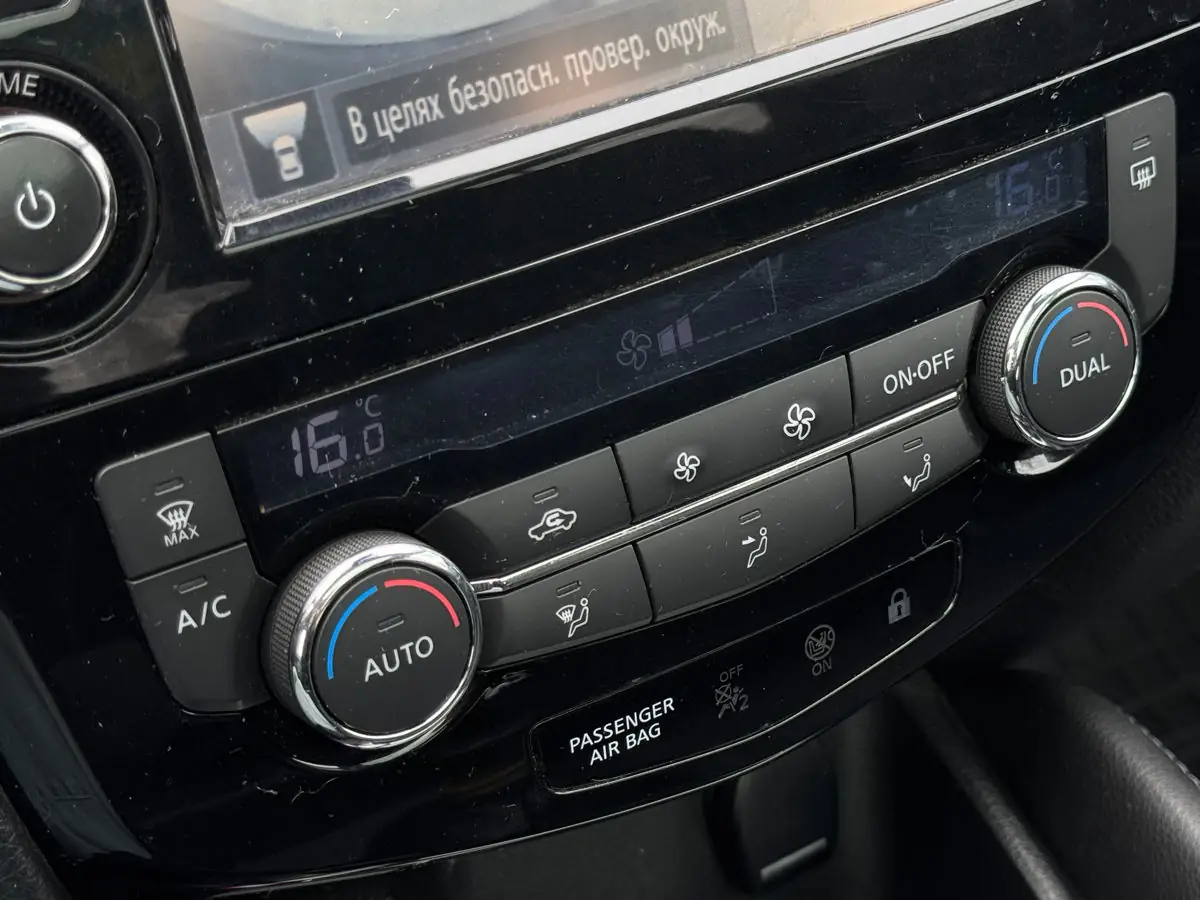 ME
В целях безопасн. провер. окруж.
16.0
°C
16.0
ON·OFF
DUAL
MAX
A/C
AUTO
PASSENGER
AIR BAG
OFF
2
ON